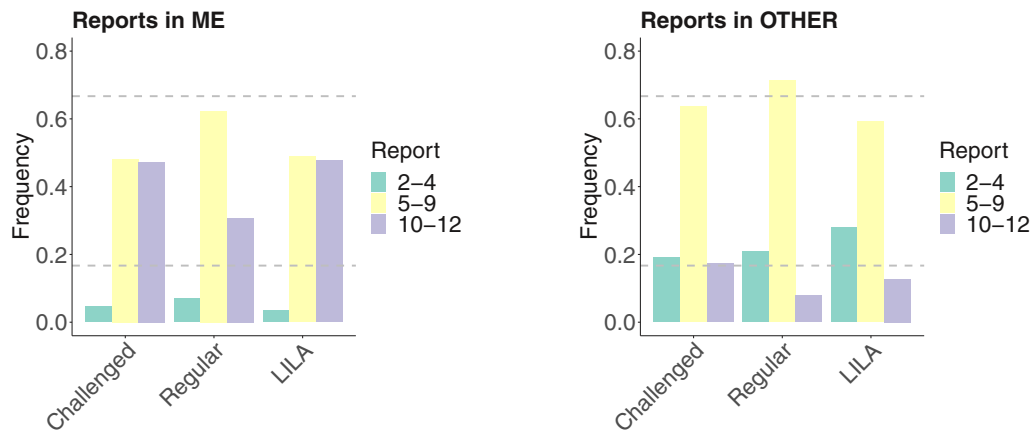 Reports in ME
0.8
0.6
0.4
0.2
0.0
Frequency
Challenged
Regular
LILA
Report
2−4
5−9
10−12
Reports in OTHER
0.8
0.6
0.4
0.2
0.0
Frequency
Challenged
Regular
LILA
Report
2−4
5−9
10−12